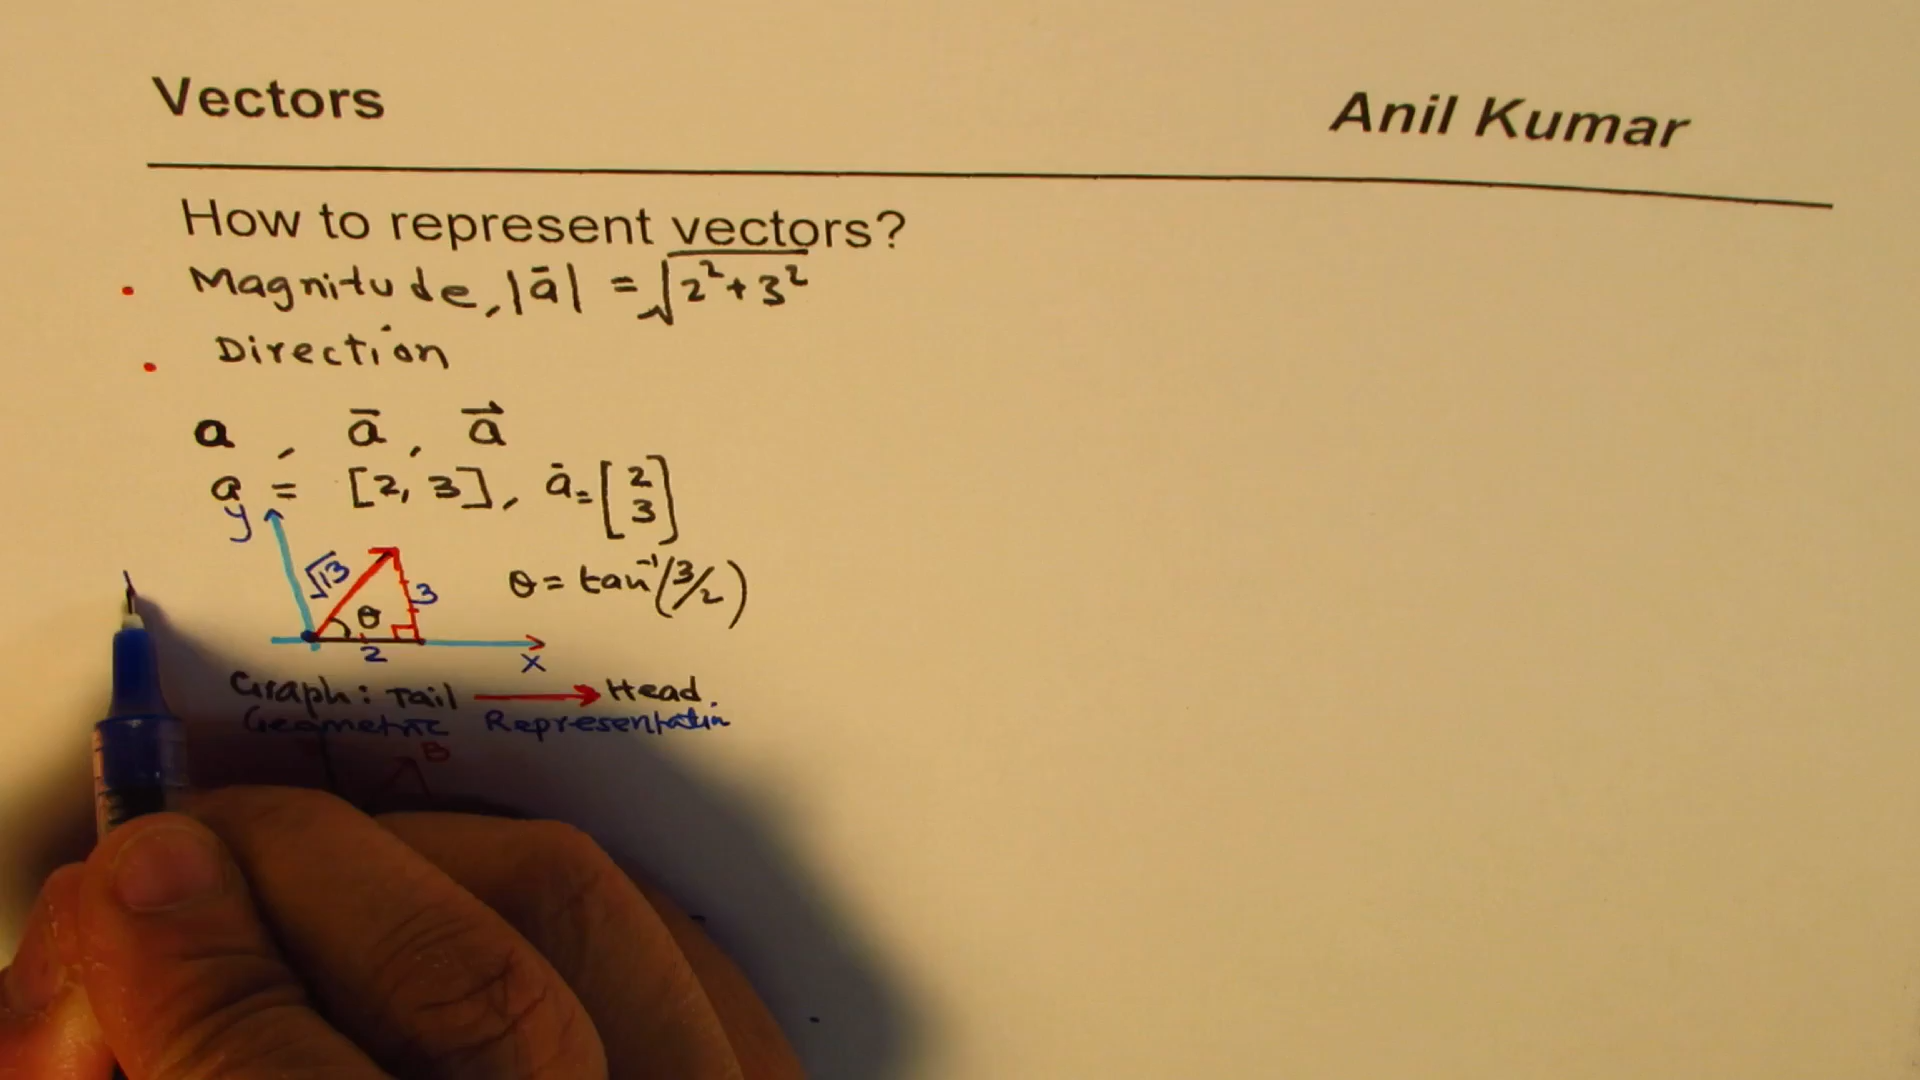 Vectors
Anil Kumar
How to represent vectors?
• Magnitude, |a̅| = √2² + 3²
• Direction
a , a̅ , a⃗
a = [2, 3], a̅ = [2 3]
y
√13
3
θ
θ = tan⁻¹(3/2)
2
x
Graph: Tail → Head.
Geometric Representation
B